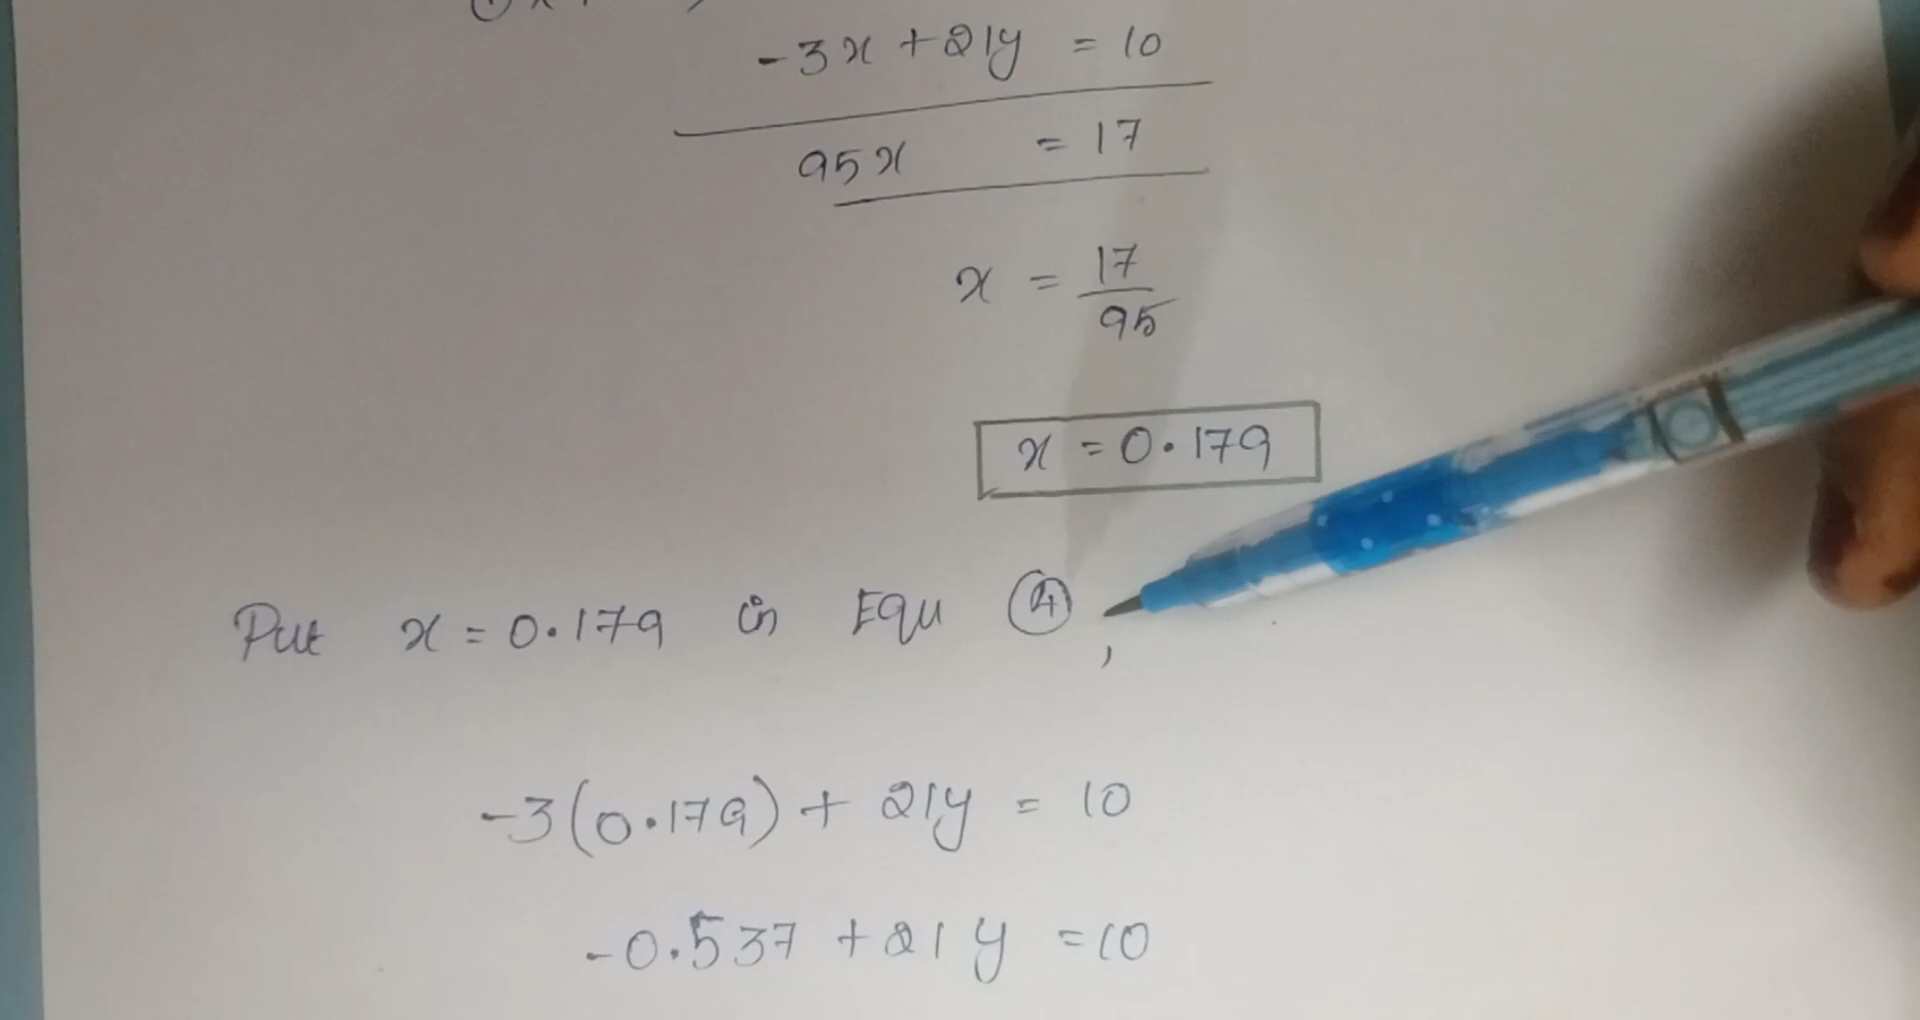 -3x + 21y = 10
95x = 17
x = 17/95
x = 0.179
Put x = 0.179 in Equ ④,
-3(0.179) + 21y = 10
-0.537 + 21y = 10